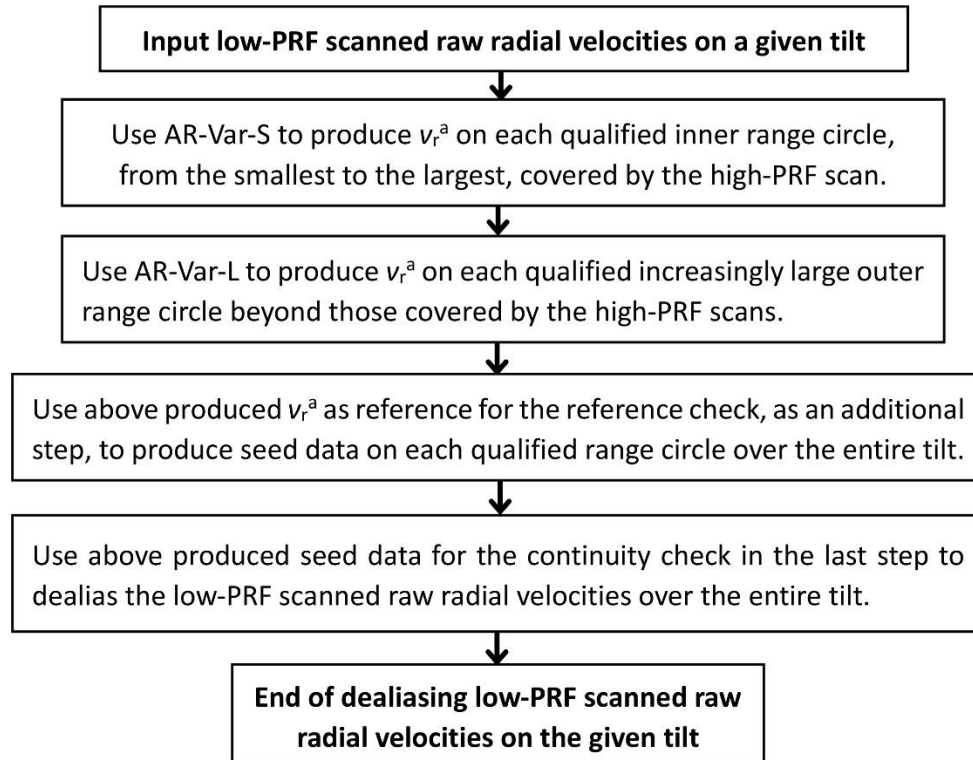 Input low-PRF scanned raw radial velocities on a given tilt
Use AR-Var-S to produce vᵣᵃ on each qualified inner range circle,
from the smallest to the largest, covered by the high-PRF scan.
Use AR-Var-L to produce vᵣᵃ on each qualified increasingly large outer
range circle beyond those covered by the high-PRF scans.
Use above produced vᵣᵃ as reference for the reference check, as an additional
step, to produce seed data on each qualified range circle over the entire tilt.
Use above produced seed data for the continuity check in the last step to
dealias the low-PRF scanned raw radial velocities over the entire tilt.
End of dealiasing low-PRF scanned raw
radial velocities on the given tilt